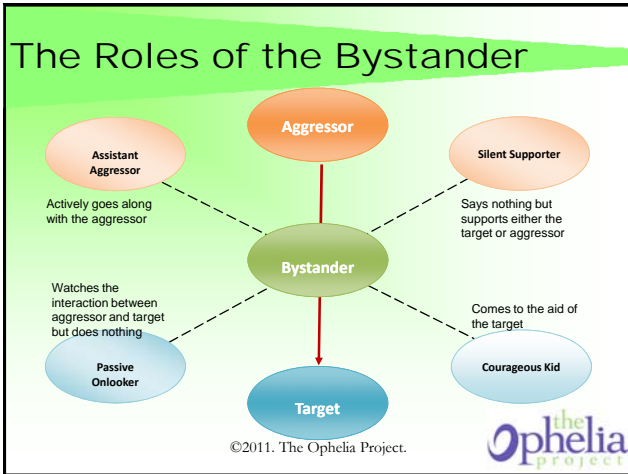 The Roles of the Bystander
Aggressor
Assistant
Aggressor
Silent Supporter
Actively goes along
with the aggressor
Says nothing but
supports either the
target or aggressor
Bystander
Watches the
interaction between
aggressor and target
but does nothing
Comes to the aid of
the target
Passive
Onlooker
Courageous Kid
Target
©2011. The Ophelia Project.
the
Ophelia
project